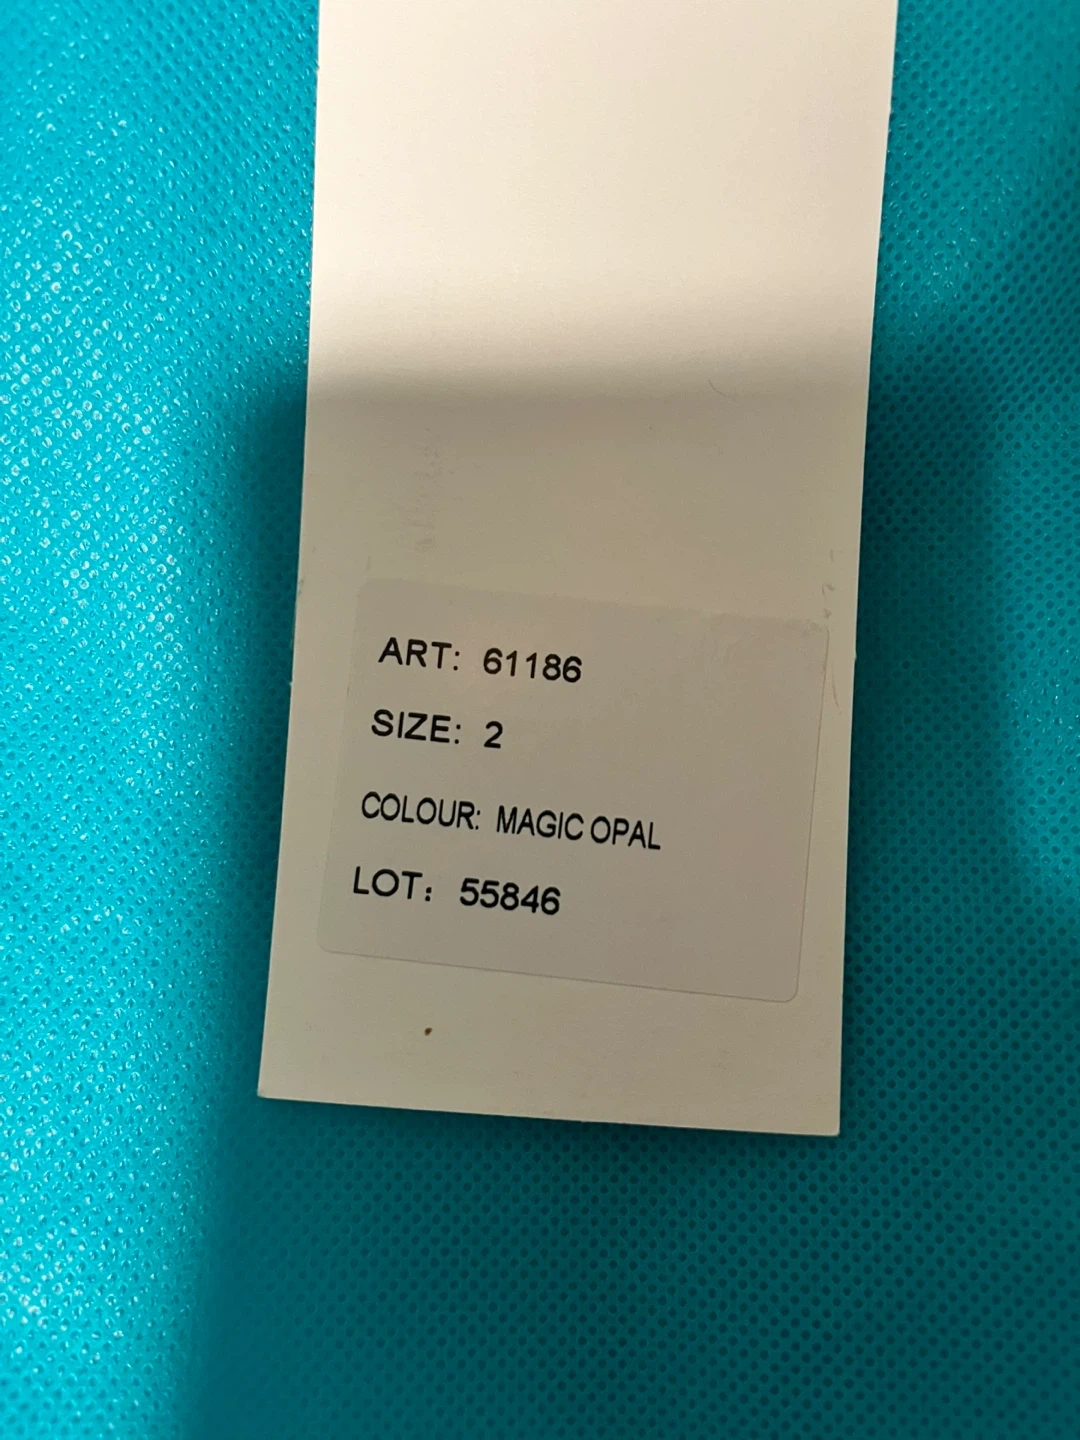 ART: 61186
SIZE: 2
COLOUR: MAGIC OPAL
LOT: 55846